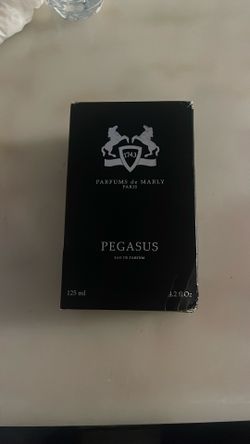 1743
PARFUMS de MARLY
PARIS
PEGASUS
EAU DE PARFUM
125 ml 4.2 fl.Oz